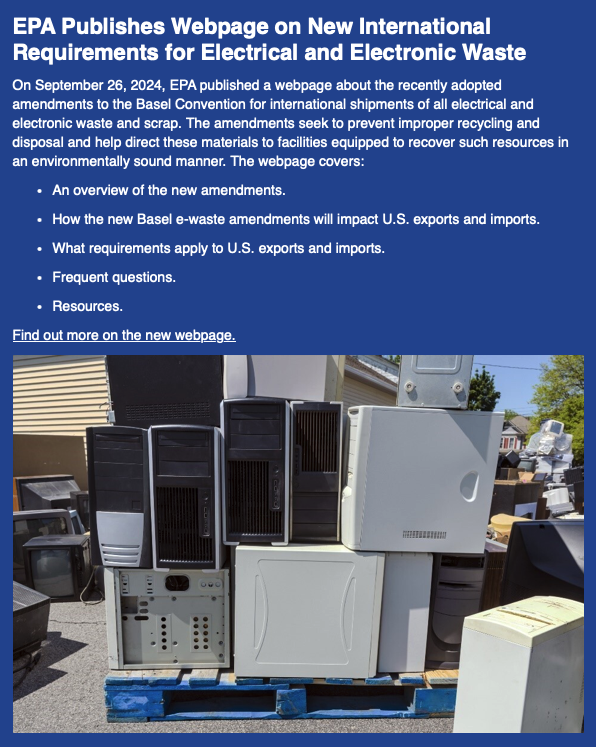 EPA Publishes Webpage on New International
Requirements for Electrical and Electronic Waste
On September 26, 2024, EPA published a webpage about the recently adopted
amendments to the Basel Convention for international shipments of all electrical and
electronic waste and scrap. The amendments seek to prevent improper recycling and
disposal and help direct these materials to facilities equipped to recover such resources in
an environmentally sound manner. The webpage covers:
• An overview of the new amendments.
• How the new Basel e-waste amendments will impact U.S. exports and imports.
• What requirements apply to U.S. exports and imports.
• Frequent questions.
• Resources.
Find out more on the new webpage.